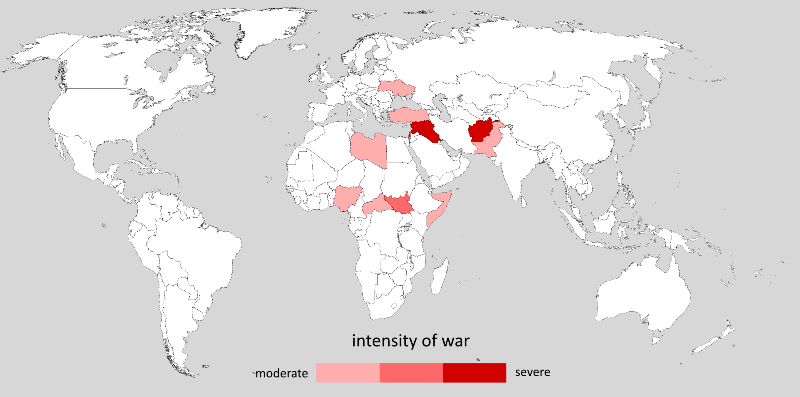 intensity of war
moderate
severe